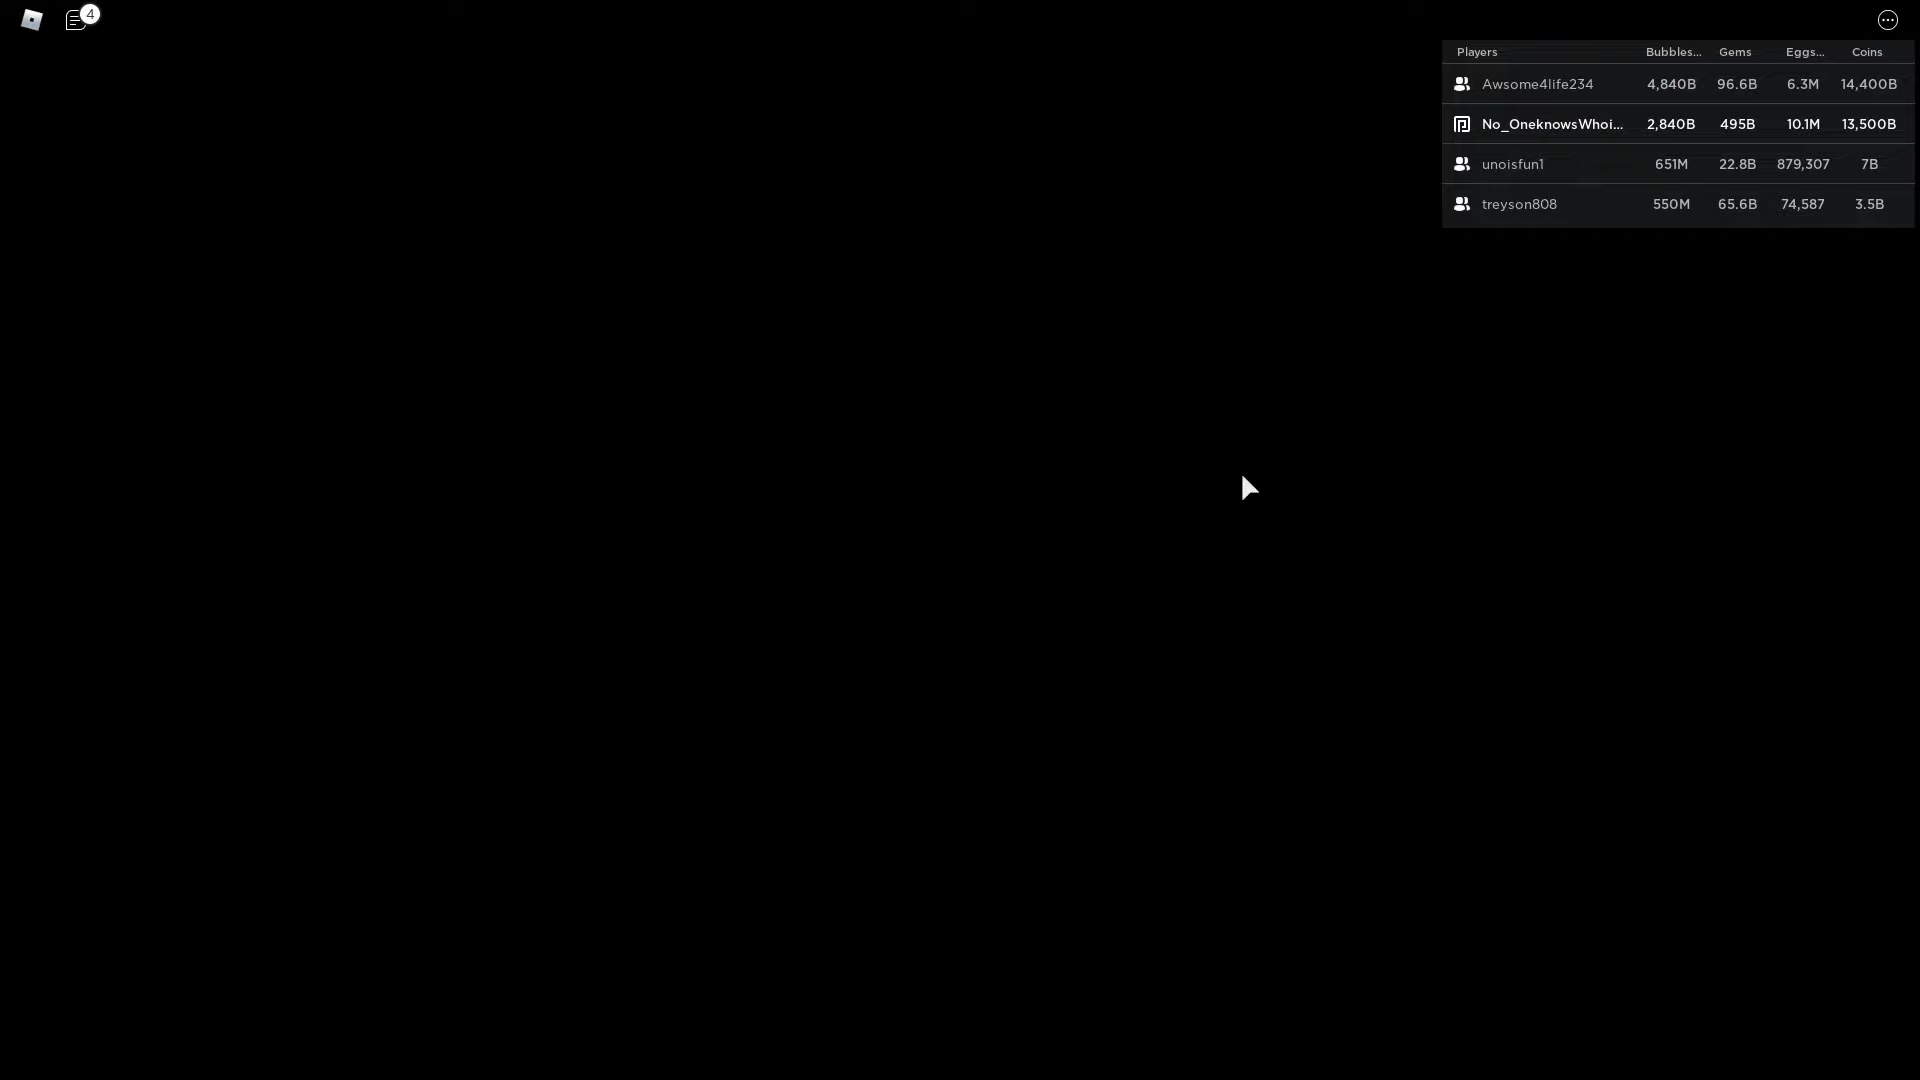 4
Players Bubbles... Gems Eggs... Coins
Awsome4life234 4,840B 96.6B 6.3M 14,400B
No_OneknowsWhoi... 2,840B 495B 10.1M 13,500B
unoisfun1 651M 22.8B 879,307 7B
treyson808 550M 65.6B 74,587 3.5B